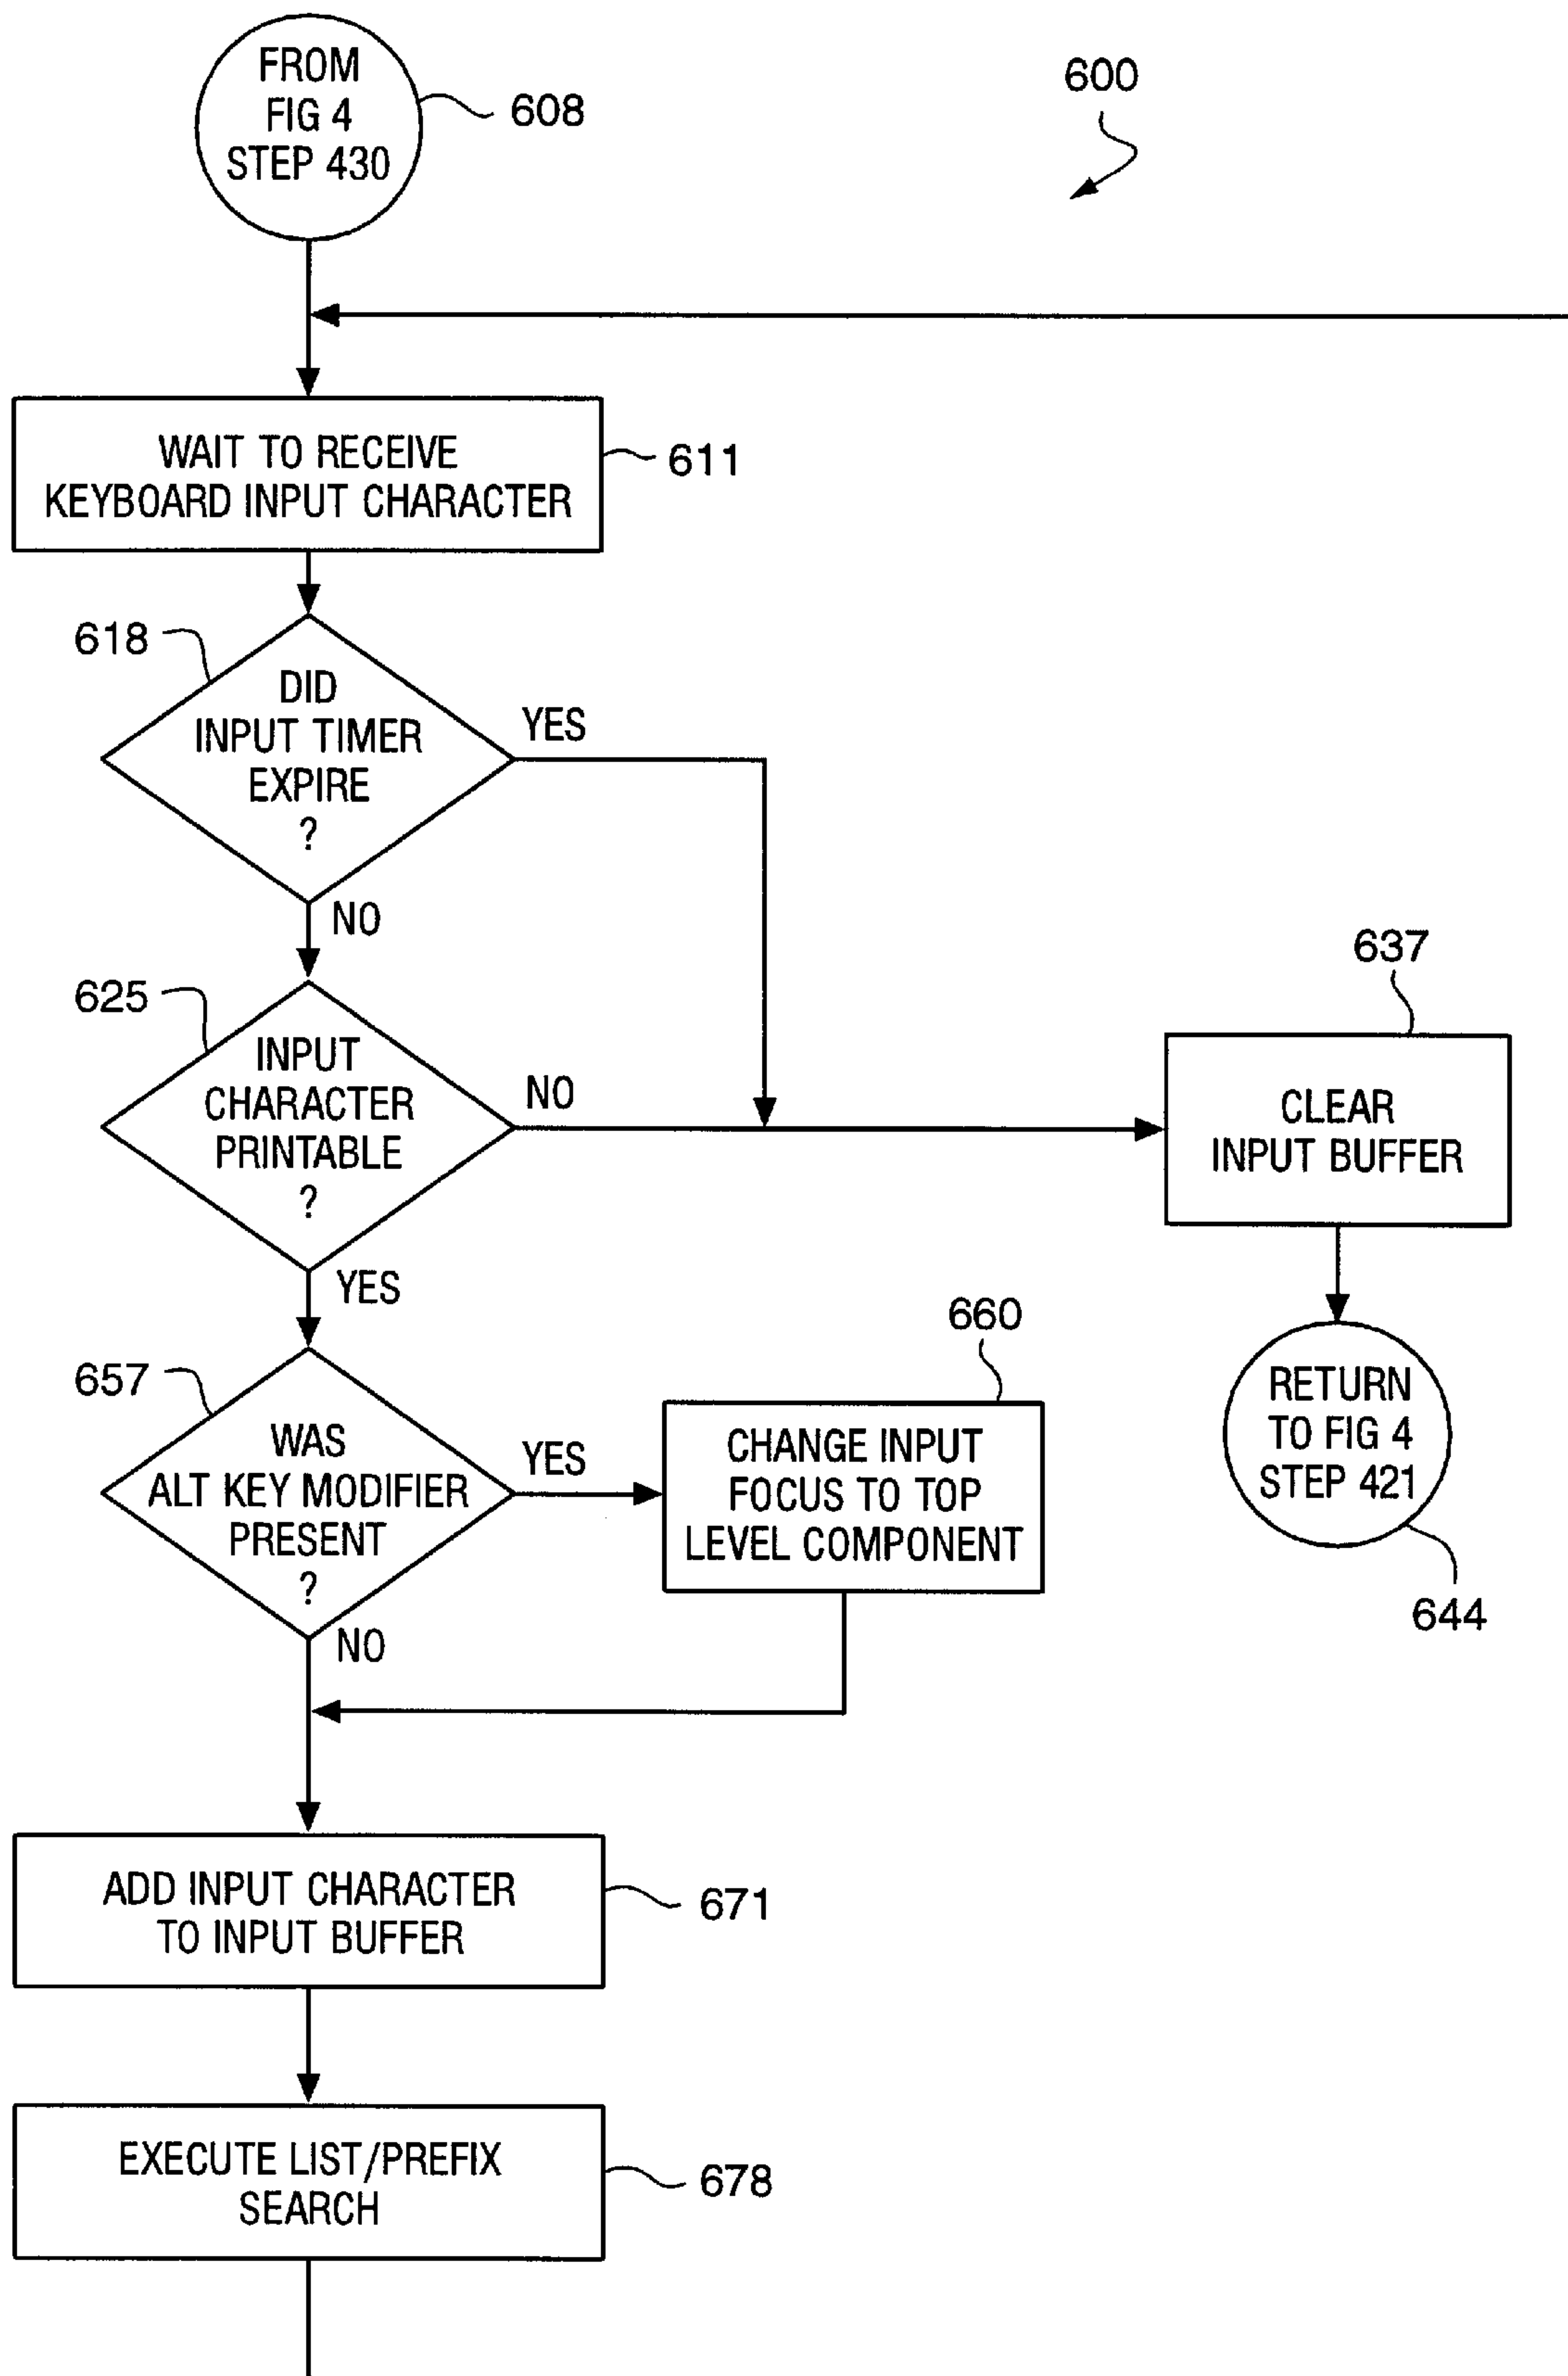 FROM
FIG 4
STEP 430
608
600
WAIT TO RECEIVE
KEYBOARD INPUT CHARACTER
611
618
DID
INPUT TIMER
EXPIRE
?
YES
NO
625
INPUT
CHARACTER
PRINTABLE
?
NO
YES
637
CLEAR
INPUT BUFFER
657
WAS
ALT KEY MODIFIER
PRESENT
?
YES
NO
660
CHANGE INPUT
FOCUS TO TOP
LEVEL COMPONENT
RETURN
TO FIG 4
STEP 421
644
ADD INPUT CHARACTER
TO INPUT BUFFER
671
EXECUTE LIST/PREFIX
SEARCH
678